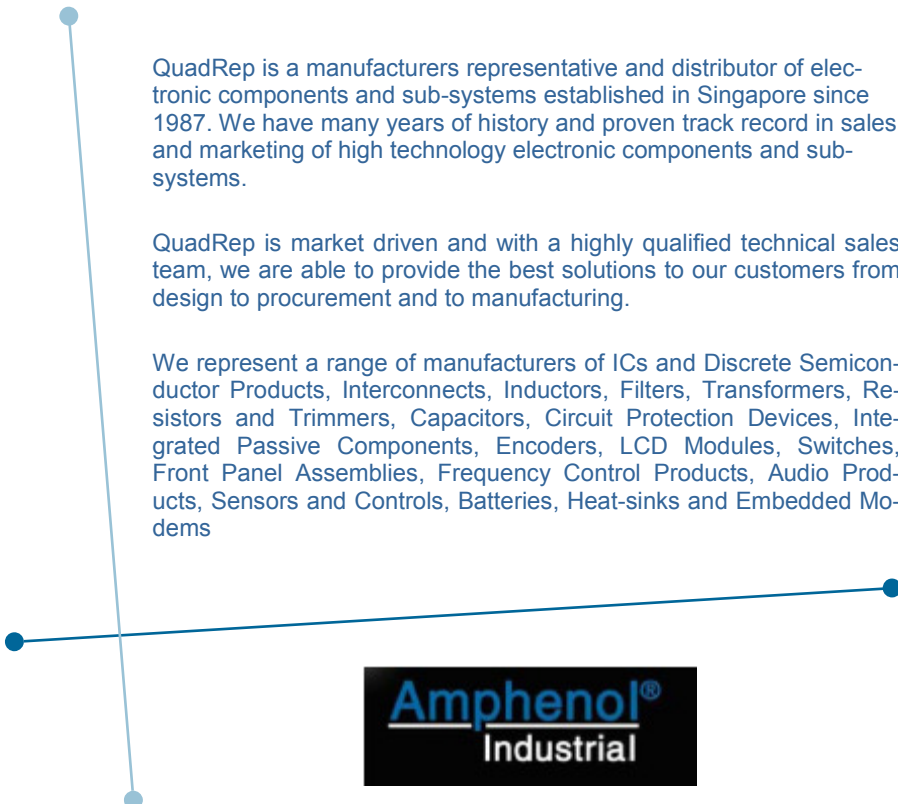 QuadRep is a manufacturers representative and distributor of elec-
tronic components and sub-systems established in Singapore since
1987. We have many years of history and proven track record in sales
and marketing of high technology electronic components and sub-
systems.
QuadRep is market driven and with a highly qualified technical sales
team, we are able to provide the best solutions to our customers from
design to procurement and to manufacturing.
We represent a range of manufacturers of ICs and Discrete Semicon-
ductor Products, Interconnects, Inductors, Filters, Transformers, Re-
sistors and Trimmers, Capacitors, Circuit Protection Devices, Inte-
grated Passive Components, Encoders, LCD Modules, Switches,
Front Panel Assemblies, Frequency Control Products, Audio Prod-
ucts, Sensors and Controls, Batteries, Heat-sinks and Embedded Mo-
dems
Amphenol®
Industrial